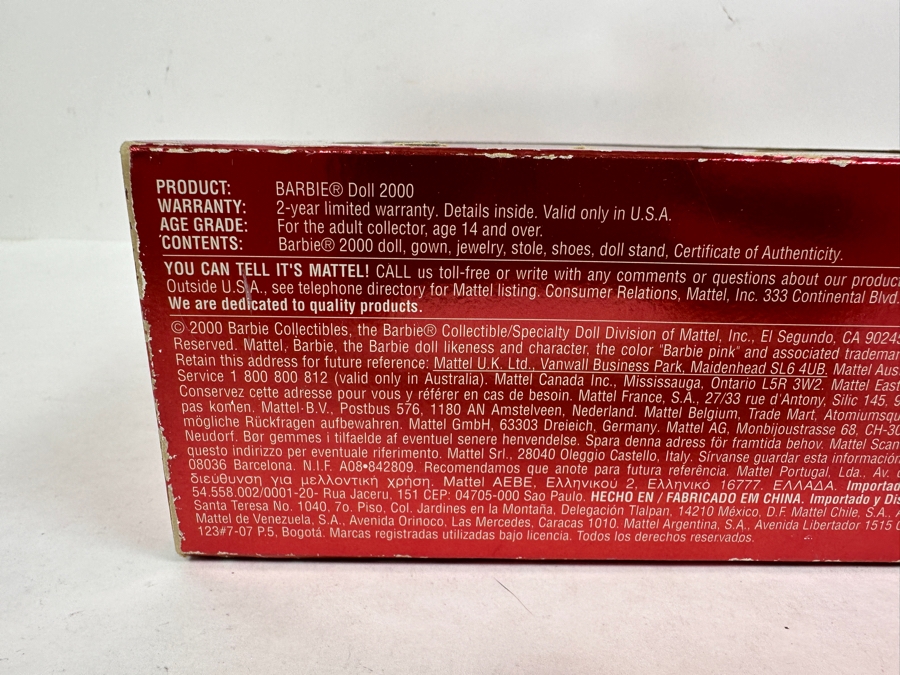 PRODUCT: BARBIE® Doll 2000
WARRANTY: 2-year limited warranty. Details inside. Valid only in U.S.A.
AGE GRADE: For the adult collector, age 14 and over.
CONTENTS: Barbie® 2000 doll, gown, jewelry, stole, shoes, doll stand, Certificate of Authenticity.
YOU CAN TELL IT'S MATTEL! CALL us toll-free or write with any comments or questions about our product
Outside U.S.A., see telephone directory for Mattel listing. Consumer Relations, Mattel, Inc. 333 Continental Blvd.
We are dedicated to quality products.
© 2000 Barbie Collectibles, the Barbie® Collectible/Specialty Doll Division of Mattel, Inc., El Segundo, CA 90245
Reserved. Mattel, Barbie, the Barbie doll likeness and character, the color "Barbie pink" and associated trademar
Retain this address for future reference: Mattel U.K. Ltd., Vanwall Business Park, Maidenhead SL6 4UB. Mattel Aus
Service 1 800 800 812 (valid only in Australia). Mattel Canada Inc., Mississauga, Ontario L5R 3W2. Mattel East
Conservez cette adresse pour vous y référer en cas de besoin. Mattel France, S.A., 27/33 rue d'Antony, Silic 145. 9
pas komen. Mattel B.V., Postbus 576, 1180 AN Amstelveen, Nederland. Mattel Belgium, Trade Mart, Atomiumsqu
mögliche Rückfragen aufbewahren. Mattel GmbH, 63303 Dreieich, Germany. Mattel AG, Monbijoustrasse 68, CH-30
Neudorf. Bør gemmes i tilfælde af eventuel senere henvendelse. Spara denna adress för framtida behov. Mattel Scan
questo indirizzo per eventuale riferimento. Mattel Srl., 28040 Oleggio Castello, Italy. Sírvanse guardar esta información
08036 Barcelona. N.I.F. A08•842809. Recomendamos que anote para futura referência. Mattel Portugal, Lda., Av. d
διεύθυνση για μελλοντική χρήση. Mattel AEBE, Ελληνικού 2, Ελληνικό 16777, ΕΛΛΑΔΑ. Importad
54.558.002/0001-20- Rua Jaceru, 151 CEP: 04705-000 Sao Paulo. HECHO EN / FABRICADO EM CHINA. Importado y Dis
Santa Teresa No. 1040, 7o. Piso, Col. Jardines en la Montaña, Delegación Tlalpan, 14210 México, D.F. Mattel Chile, S.A., A
Mattel de Venezuela, S.A., Avenida Orinoco, Las Mercedes, Caracas 1010. Mattel Argentina, S.A., Avenida Libertador 1515
123#7-07 P.5, Bogotá. Marcas registradas utilizadas bajo licencia. Todos los derechos reservados.